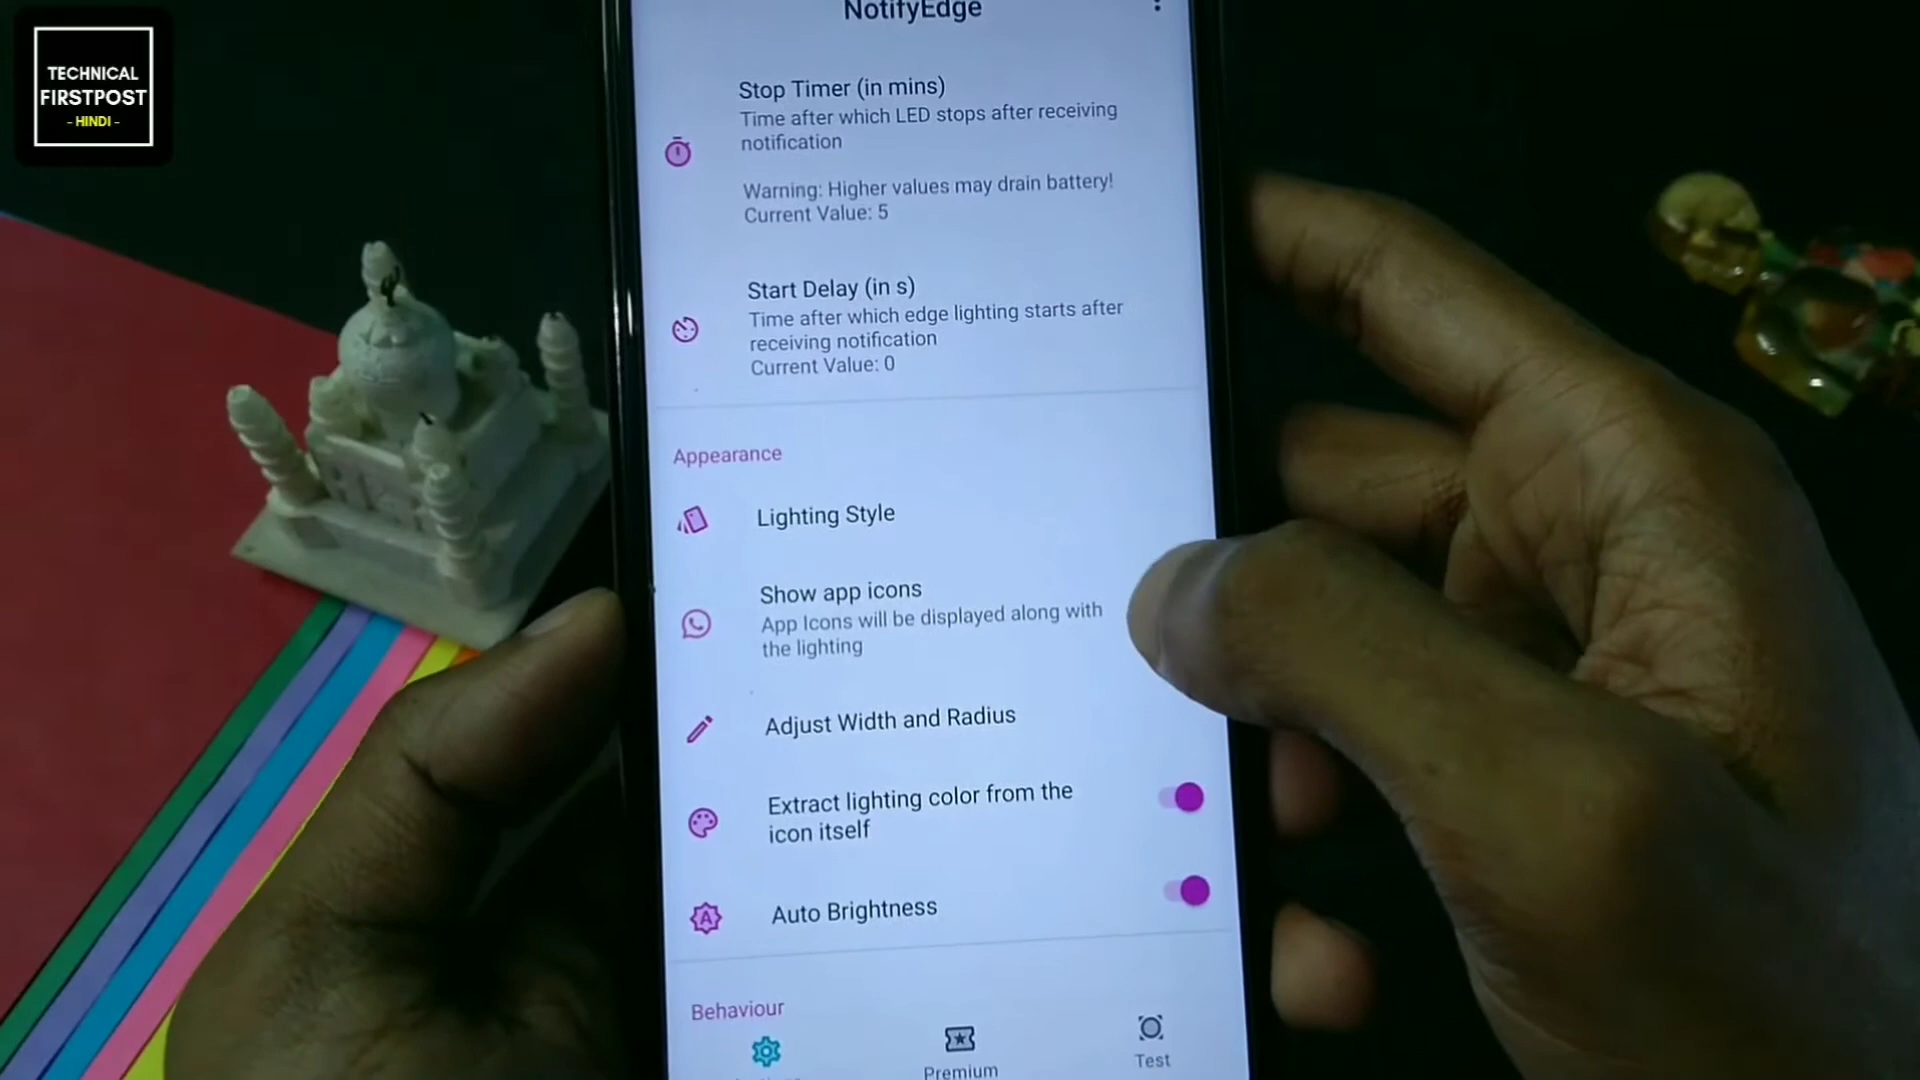 TECHNICAL
FIRSTPOST
- HINDI -
NotifyEdge
Stop Timer (in mins)
Time after which LED stops after receiving
notification
Warning: Higher values may drain battery!
Current Value: 5
Start Delay (in s)
Time after which edge lighting starts after
receiving notification
Current Value: 0
Appearance
Lighting Style
Show app icons
App Icons will be displayed along with
the lighting
Adjust Width and Radius
Extract lighting color from the
icon itself
A
Auto Brightness
Behaviour
Premium
Test